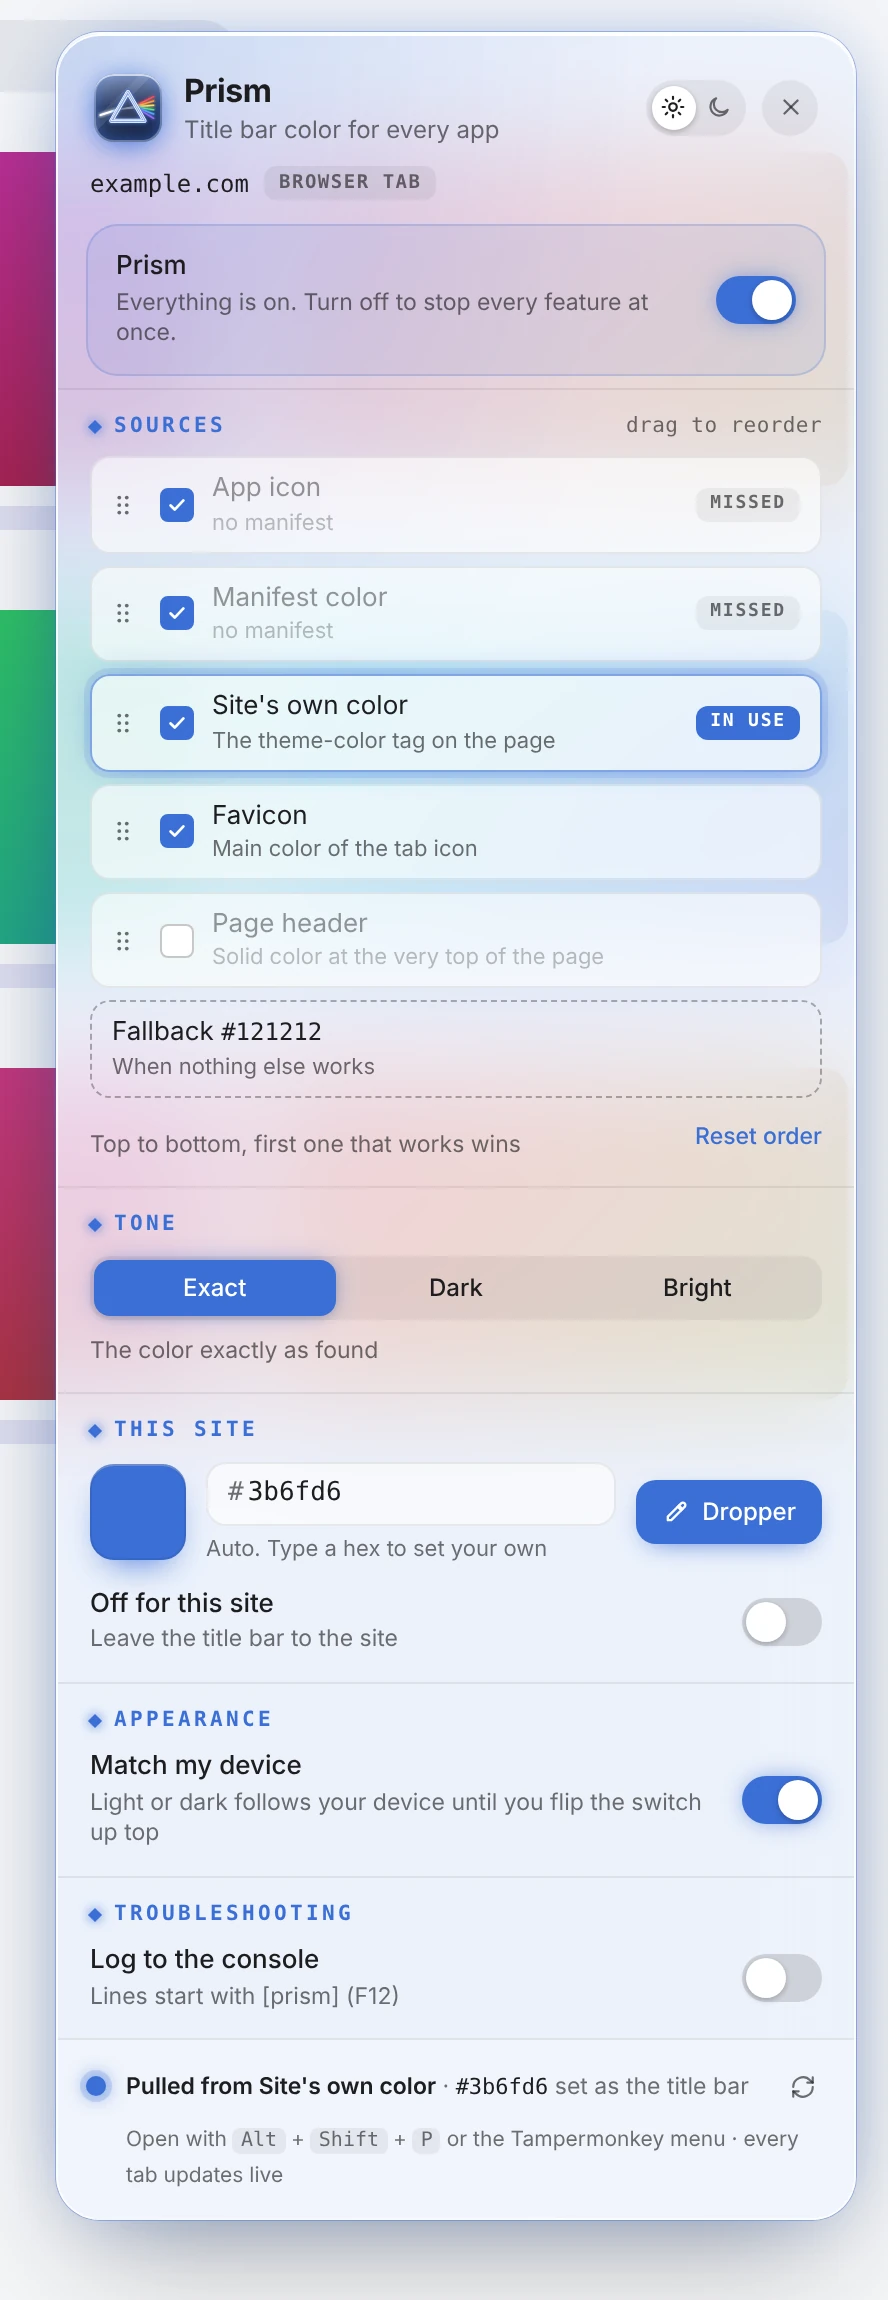 Prism
Title bar color for every app
example.com BROWSER TAB
Prism
Everything is on. Turn off to stop every feature at
once.
SOURCES drag to reorder
App icon
no manifest
MISSED
Manifest color
no manifest
MISSED
Site's own color
The theme-color tag on the page
IN USE
Favicon
Main color of the tab icon
Page header
Solid color at the very top of the page
Fallback #121212
When nothing else works
Top to bottom, first one that works wins Reset order
TONE
Exact Dark Bright
The color exactly as found
THIS SITE
#3b6fd6
Auto. Type a hex to set your own
Dropper
Off for this site
Leave the title bar to the site
APPEARANCE
Match my device
Light or dark follows your device until you flip the switch
up top
TROUBLESHOOTING
Log to the console
Lines start with [prism] (F12)
Pulled from Site's own color · #3b6fd6 set as the title bar
Open with Alt + Shift + P or the Tampermonkey menu · every
tab updates live